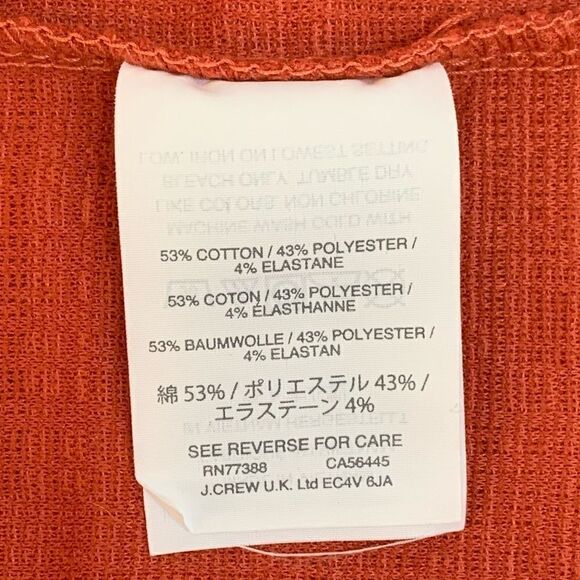 53% COTTON / 43% POLYESTER /
4% ELASTANE
53% COTON / 43% POLYESTER /
4% ÉLASTHANNE
53% BAUMWOLLE / 43% POLYESTER /
4% ELASTAN
綿 53% / ポリエステル 43% /
エラステーン 4%
SEE REVERSE FOR CARE
RN77388 CA56445
J.CREW U.K. Ltd EC4V 6JA